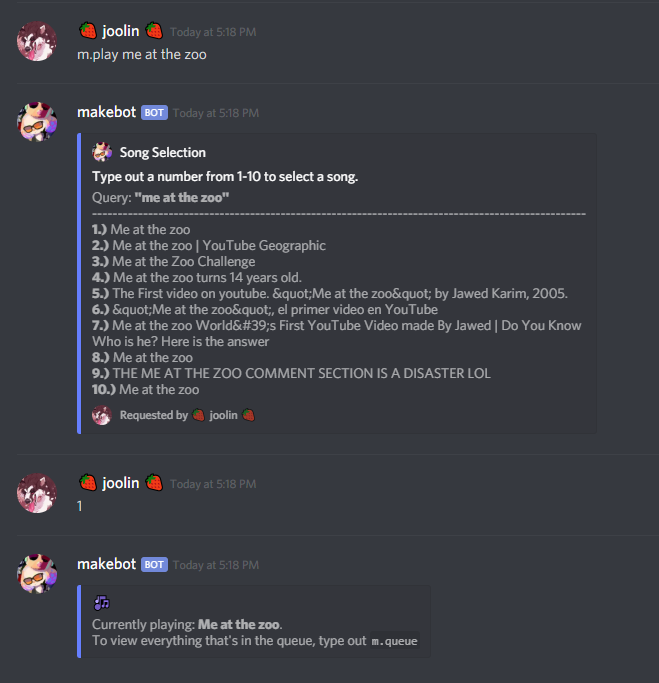 🍓 joolin 🍓 Today at 5:18 PM
m.play me at the zoo
makebot BOT Today at 5:18 PM
Song Selection
Type out a number from 1-10 to select a song.
Query: "me at the zoo"
------------------------------------------------------------------------------------------
1.) Me at the zoo
2.) Me at the zoo | YouTube Geographic
3.) Me at the Zoo Challenge
4.) Me at the zoo turns 14 years old.
5.) The First video on youtube. &quot;Me at the zoo&quot; by Jawed Karim, 2005.
6.) &quot;Me at the zoo&quot;, el primer video en YouTube
7.) Me at the zoo World&#39;s First YouTube Video made By Jawed | Do You Know
Who is he? Here is the answer
8.) Me at the zoo
9.) THE ME AT THE ZOO COMMENT SECTION IS A DISASTER LOL
10.) Me at the zoo
Requested by 🍓 joolin 🍓
🍓 joolin 🍓 Today at 5:18 PM
1
makebot BOT Today at 5:18 PM
🎶
Currently playing: Me at the zoo.
To view everything that's in the queue, type out m.queue